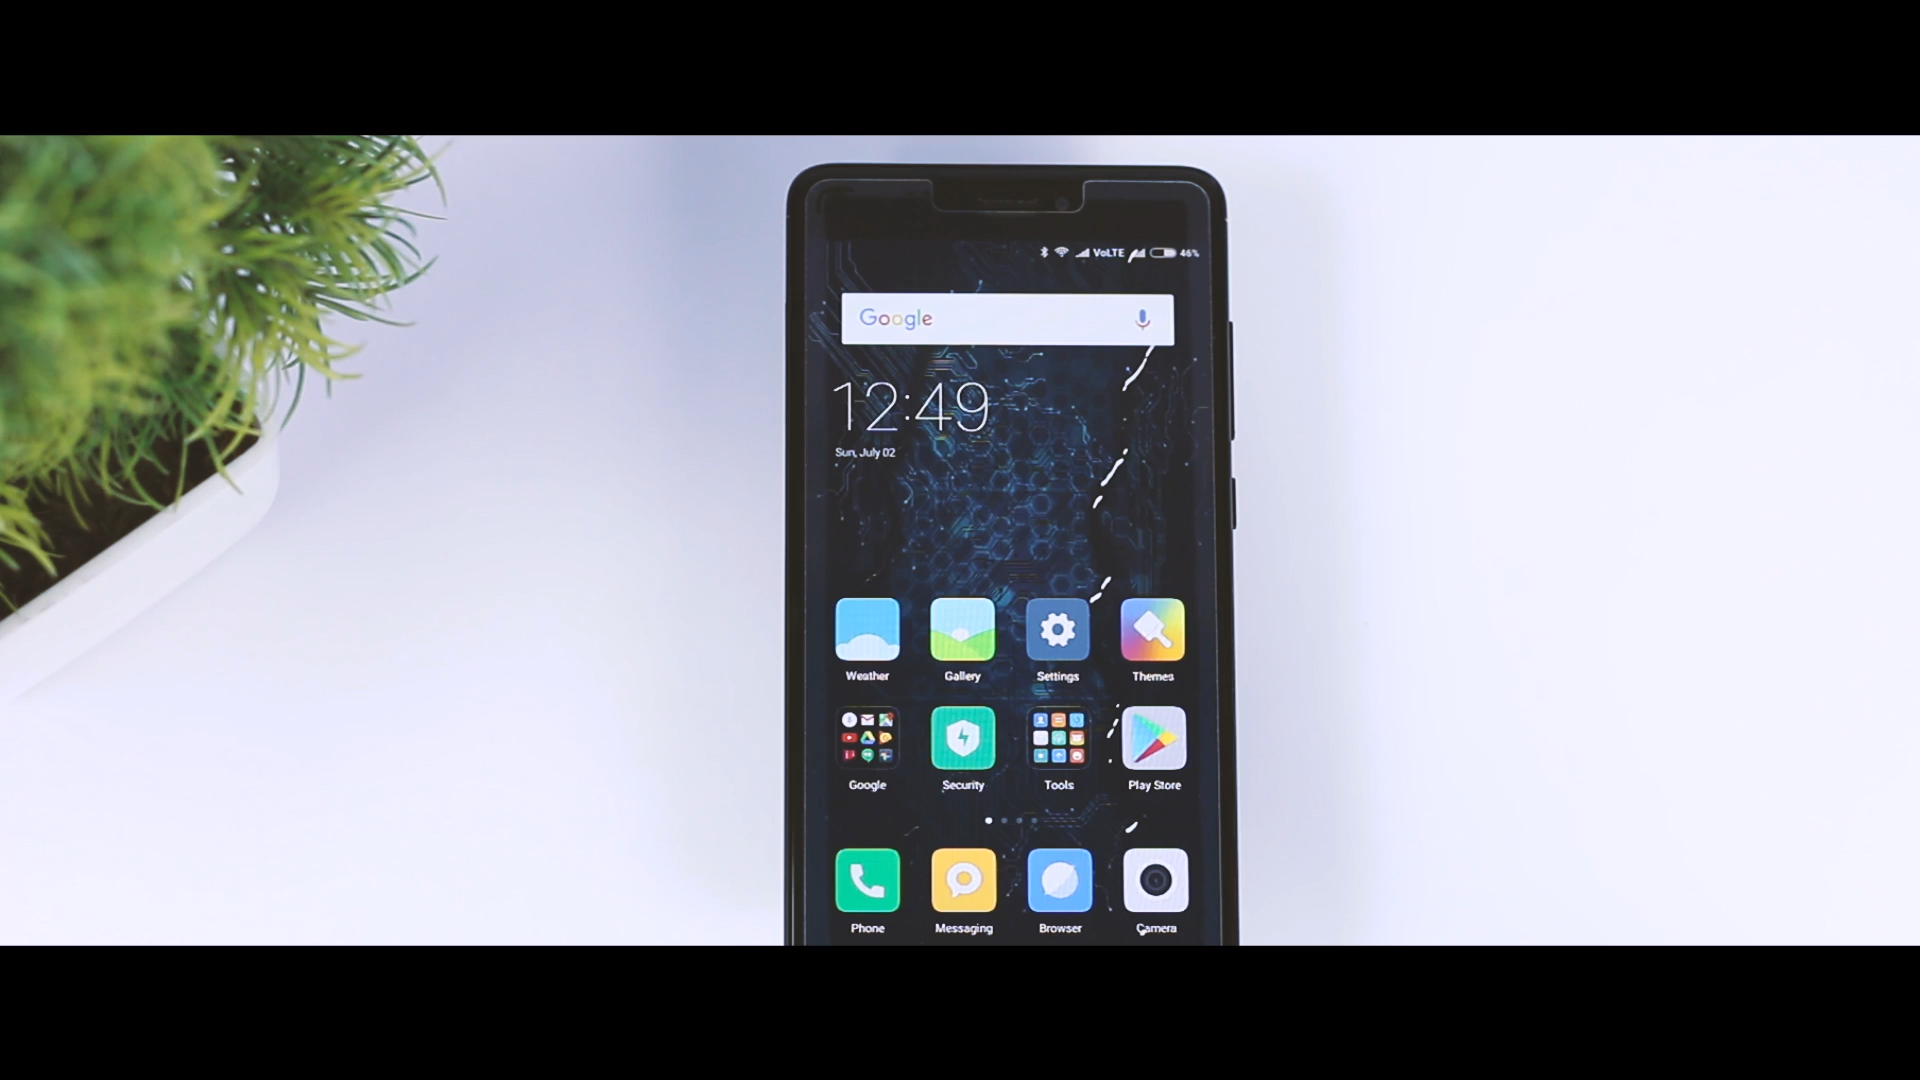 VoLTE 46%
Google
12:49
Sun, July 02
Weather Gallery Settings Themes
Google Security Tools Play Store
Phone Messaging Browser Camera